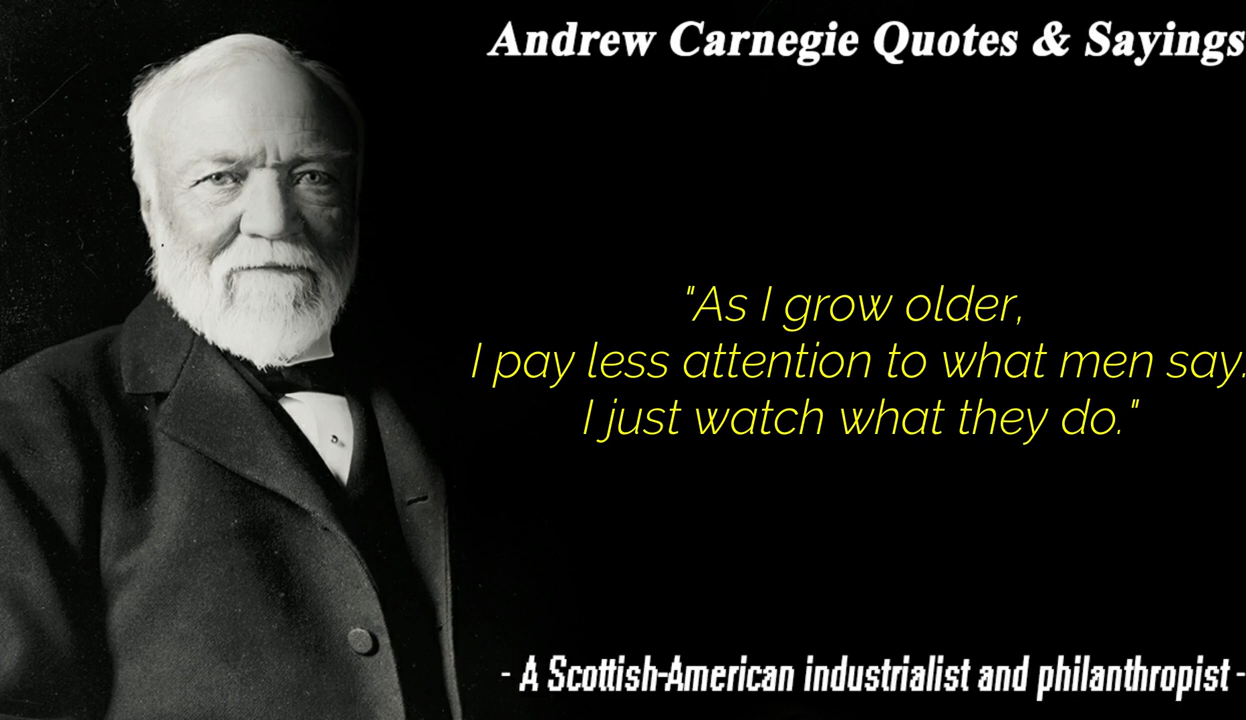 Andrew Carnegie Quotes & Sayings
"As I grow older,
I pay less attention to what men say.
I just watch what they do."
- A Scottish-American industrialist and philanthropist -